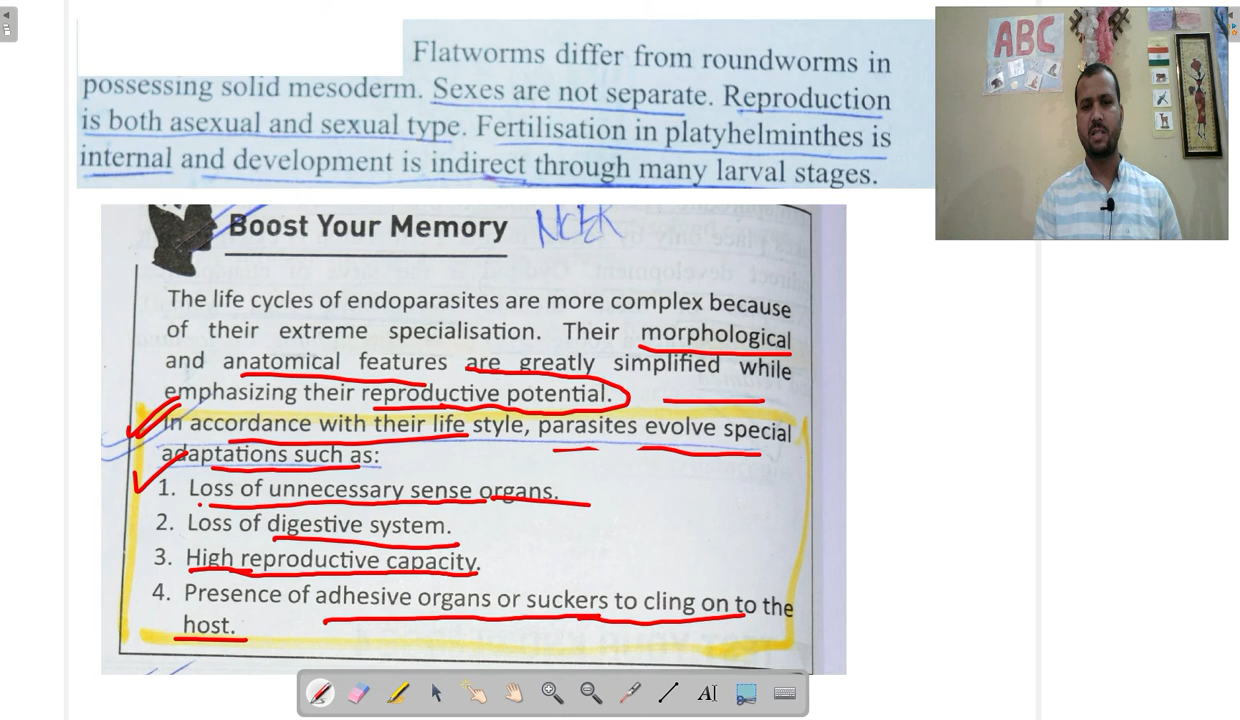 Flatworms differ from roundworms in
possessing solid mesoderm. Sexes are not separate. Reproduction
is both asexual and sexual type. Fertilisation in platyhelminthes is
internal and development is indirect through many larval stages.
ABC
Boost Your Memory
The life cycles of endoparasites are more complex because
of their extreme specialisation. Their morphological
and anatomical features are greatly simplified while
emphasizing their reproductive potential.
In accordance with their life style, parasites evolve special
adaptations such as:
1. Loss of unnecessary sense organs.
2. Loss of digestive system.
3. High reproductive capacity.
4. Presence of adhesive organs or suckers to cling on to the
host.